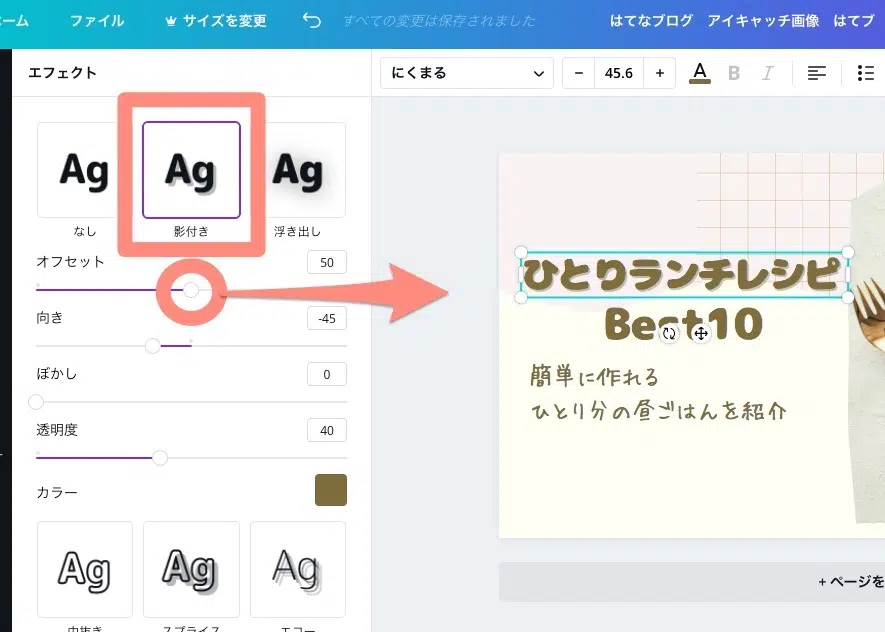 ーム ファイル サイズを変更 すべての変更は保存されました はてなブログ アイキャッチ画像 はてブ
エフェクト
にくまる − 45.6 + A B I
Ag Ag Ag
なし 影付き 浮き出し
オフセット 50
向き -45
ぼかし 0
透明度 40
カラー
Ag Ag Ag
中抜き スプライス エコー
ひとりランチレシピ
Best10
簡単に作れる
ひとり分の昼ごはんを紹介
+ ページを